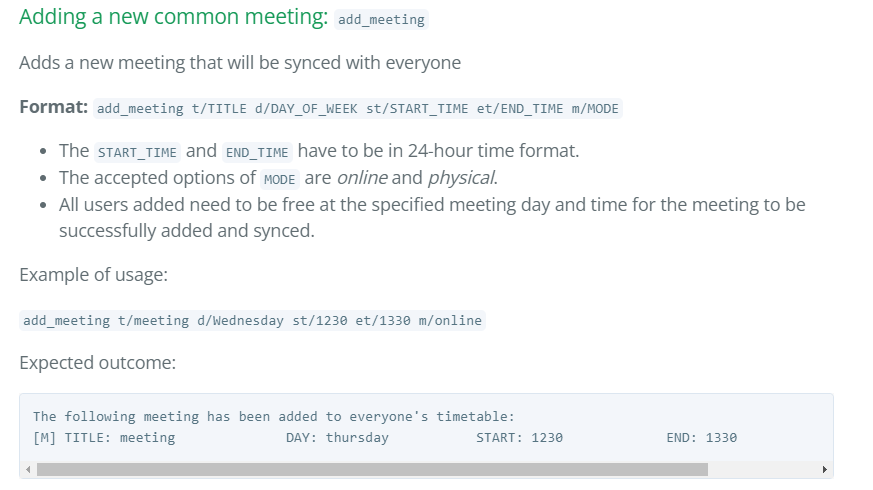 Adding a new common meeting: add_meeting
Adds a new meeting that will be synced with everyone
Format: add_meeting t/TITLE d/DAY_OF_WEEK st/START_TIME et/END_TIME m/MODE
• The START_TIME and END_TIME have to be in 24-hour time format.
• The accepted options of MODE are online and physical.
• All users added need to be free at the specified meeting day and time for the meeting to be
successfully added and synced.
Example of usage:
add_meeting t/meeting d/Wednesday st/1230 et/1330 m/online
Expected outcome:
The following meeting has been added to everyone's timetable:
[M] TITLE: meeting DAY: thursday START: 1230 END: 1330